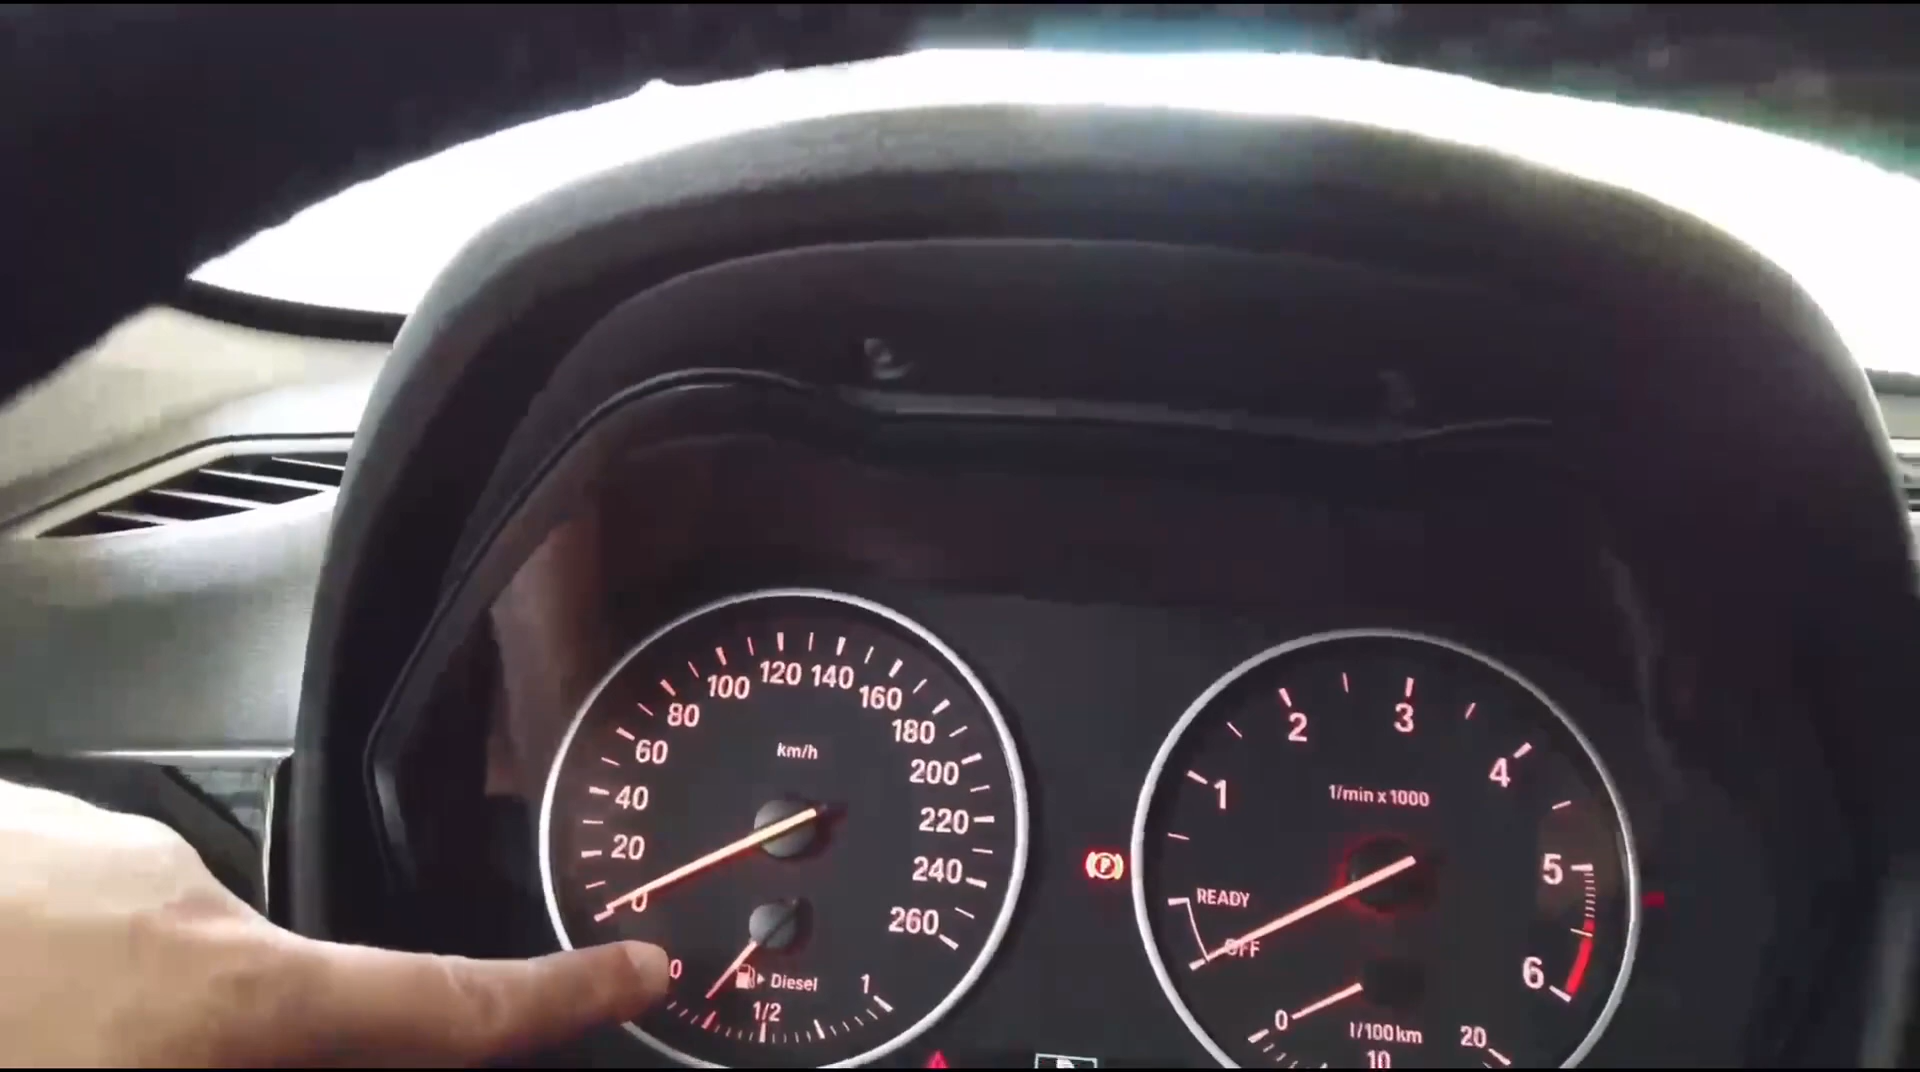 120 140
100 160
80 180
60 km/h 200
40 220
20 240
0 260
0 Diesel 1
1/2
2 3
1 4
1/min x 1000
5
READY
OFF
6
0 l/100 km 20
10
P